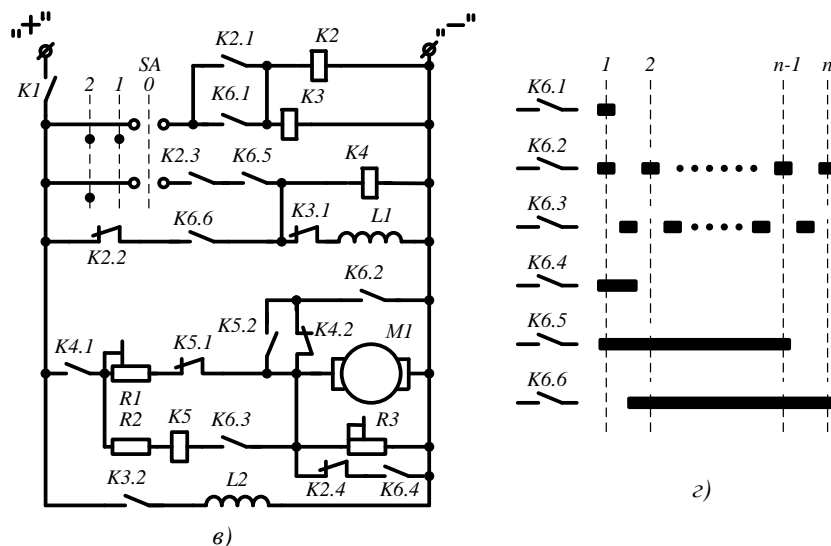 "+"
"−"
K1
2
1
SA
0
K2.1
K2
K6.1
K3
K2.3
K6.5
K4
K2.2
K6.6
K3.1
L1
K6.2
K5.2
K4.2
M1
K4.1
R1
K5.1
R2
K5
K6.3
R3
K2.4
K6.4
K3.2
L2
в)
1
2
n-1
n
K6.1
K6.2
K6.3
K6.4
K6.5
K6.6
г)